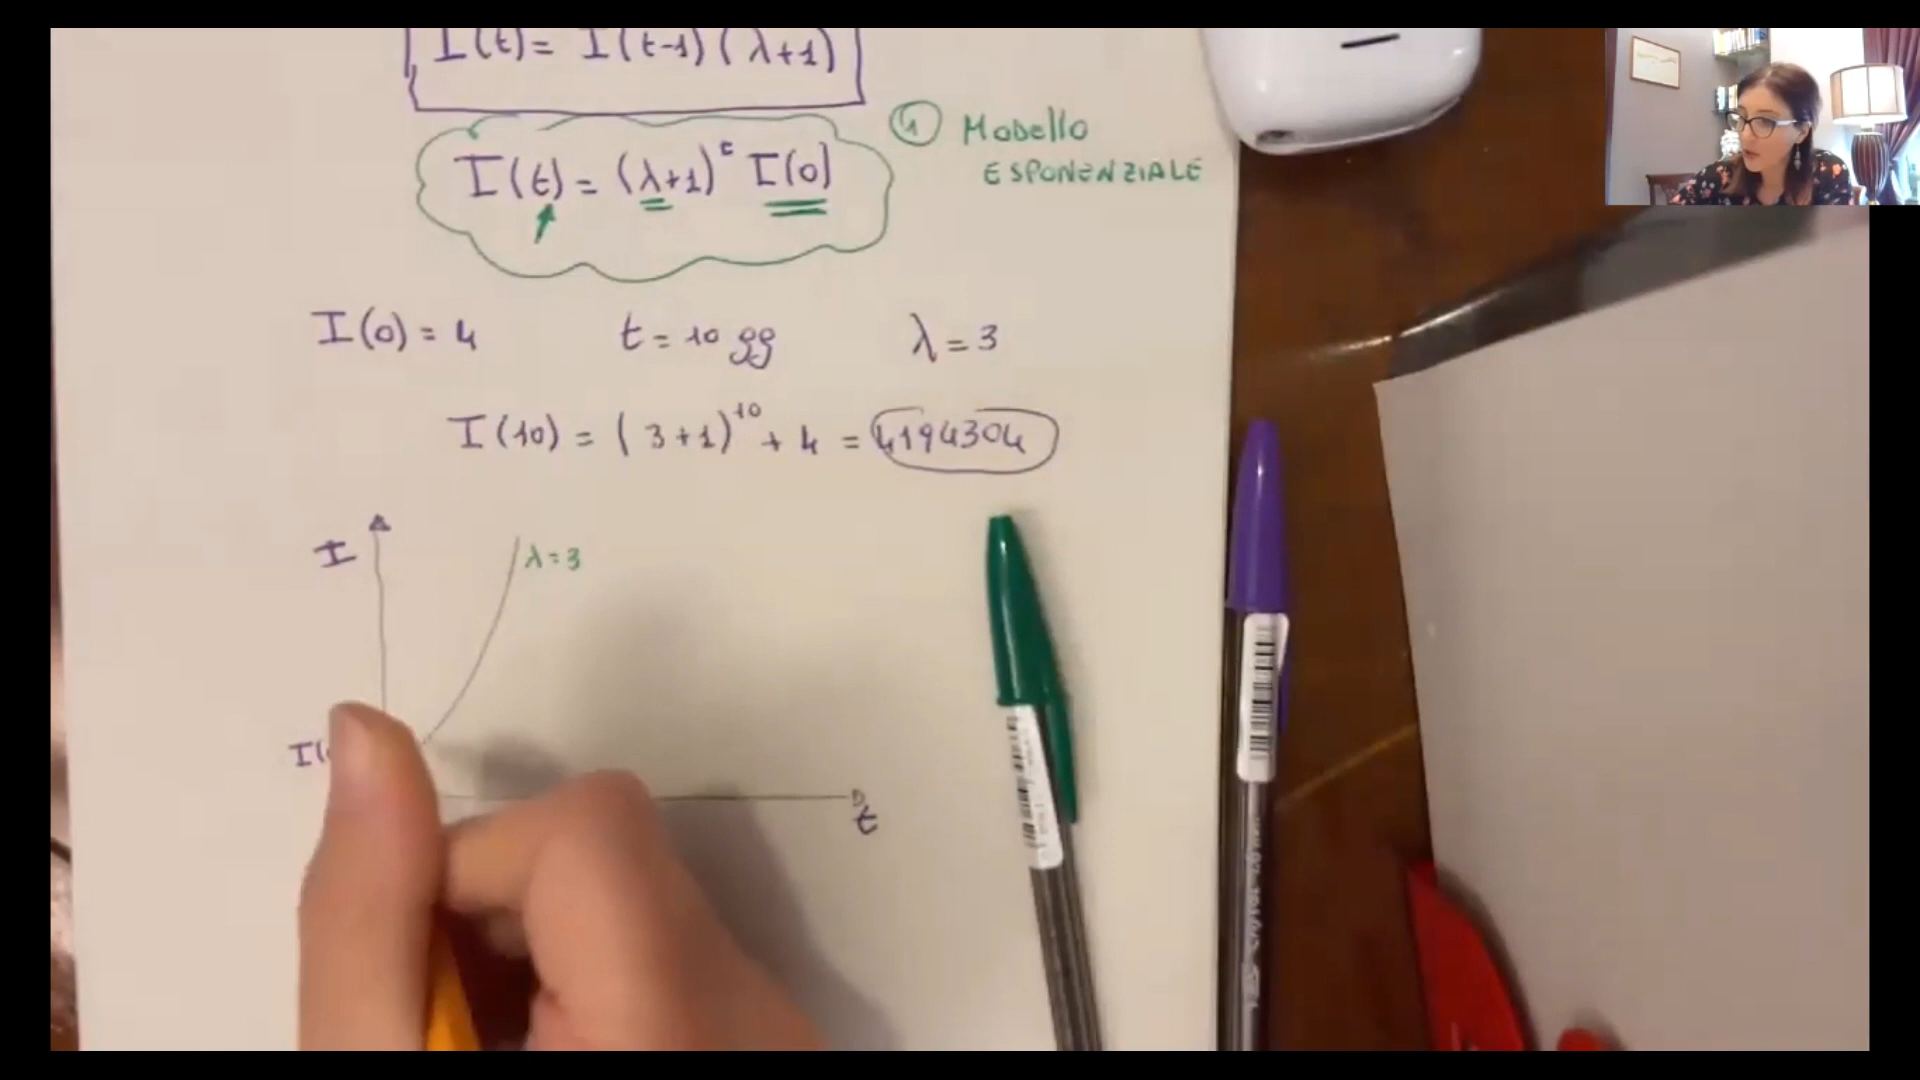 I(t) = I(t-1) (λ+1)
I(t) = (λ+1)^t I(0)
1 Modello
ESPONENZIALE
I(0) = 4 t = 10 gg λ = 3
I(10) = (3+1)^10 + 4 = 4194304
I
λ = 3
I(
t